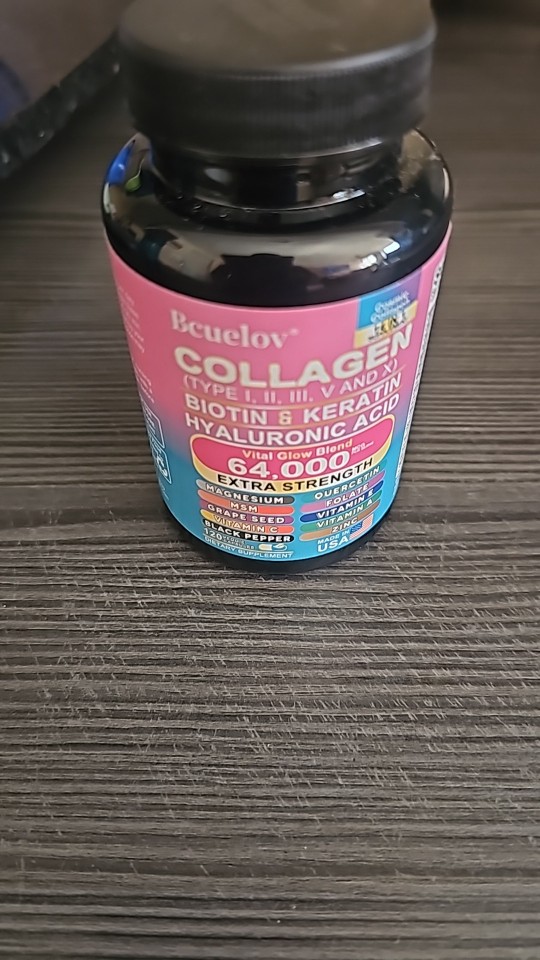 Bcuelov®
COLLAGEN
(TYPE I, II, III, V AND X)
BIOTIN & KERATIN
HYALURONIC ACID
Vital Glow Blend
64,000
EXTRA STRENGTH
MAGNESIUM
MSM
GRAPE SEED
VITAMIN C
BLACK PEPPER
QUERCETIN
FOLATE
VITAMIN E
VITAMIN A
ZINC
120
DIETARY SUPPLEMENT
MADE IN
USA